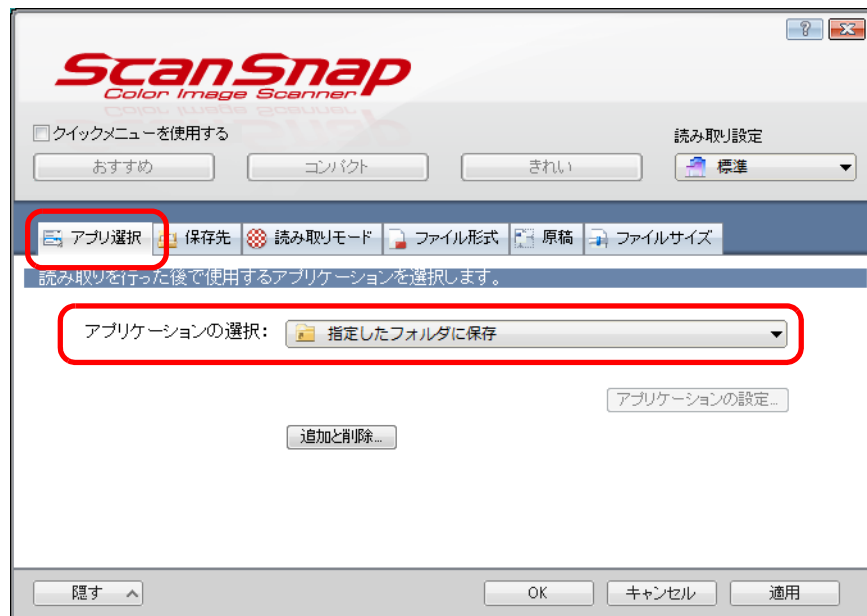 ScanSnap
Color Image Scanner
クイックメニューを使用する
読み取り設定
おすすめ
コンパクト
きれい
標準
アプリ選択
保存先
読み取りモード
ファイル形式
原稿
ファイルサイズ
読み取りを行った後で使用するアプリケーションを選択します。
アプリケーションの選択:
指定したフォルダに保存
アプリケーションの設定...
追加と削除...
隠す
OK
キャンセル
適用